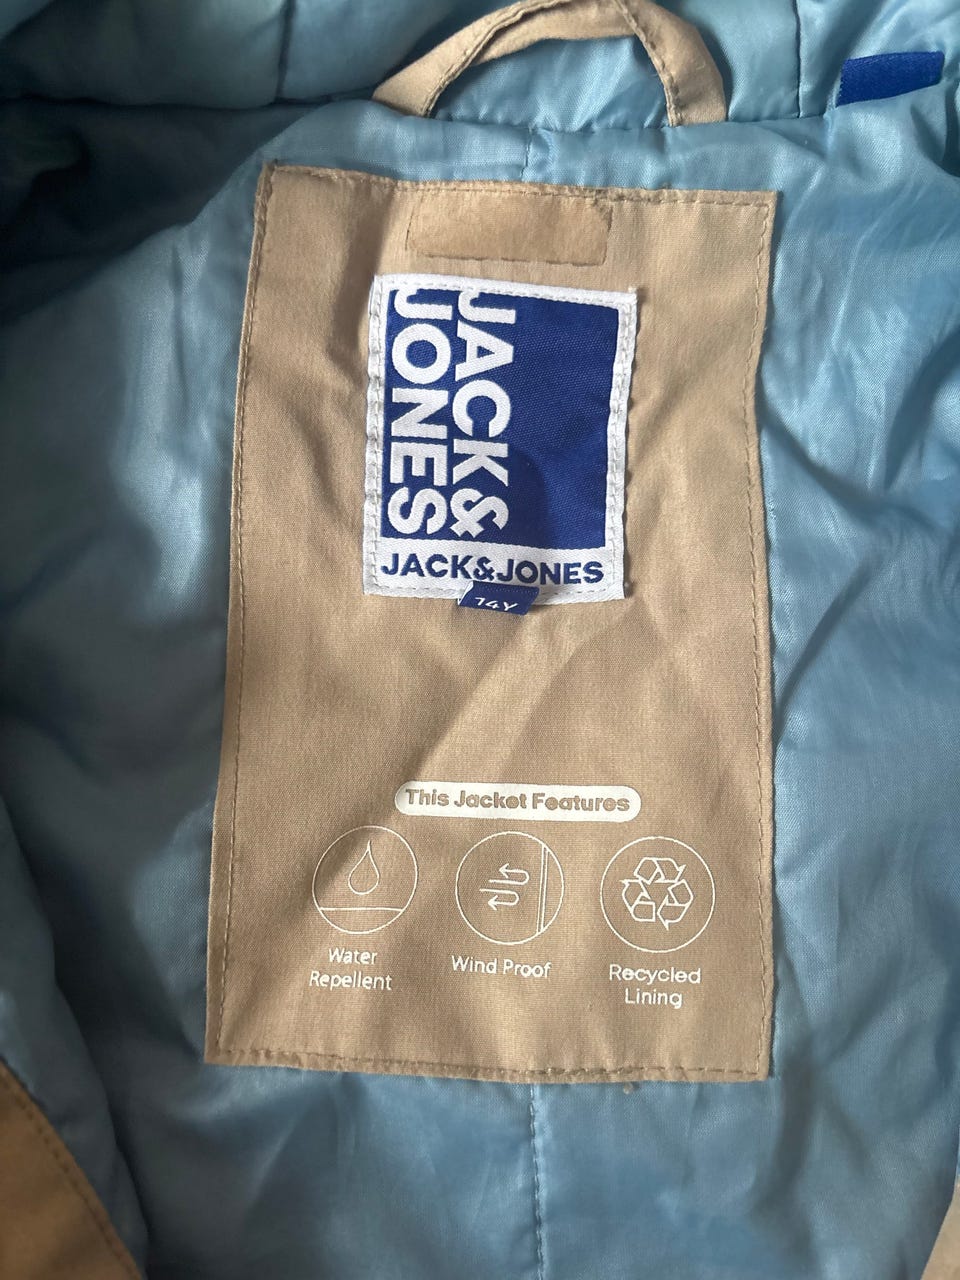 JACK&
JONES
JACK&JONES
14Y
This Jacket Features
Water
Repellent
Wind Proof
Recycled
Lining